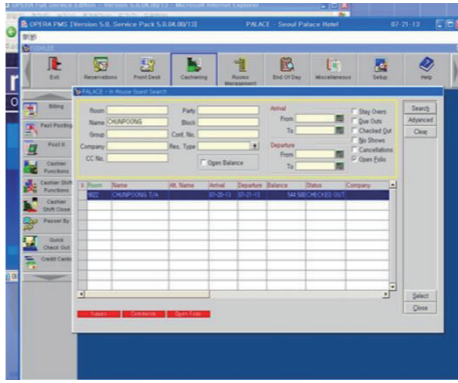 OPERA PMS [Version 5.0, Service Pack 5.0.04.00/13] PALACE - Seoul Palace Hotel 07-21-13
Exit Reservations Front Desk Cashiering Rooms Management End Of Day Miscellaneous Setup Help
PALACE - In House Guest Search
Billing
Fast Posting
Post It
Cashier Functions
Cashier Shift Functions
Cashier Shift Close
Passer By
Quick Check Out
Credit Cards
Room Party Arrival Stay Overs Search
Name CHUNPOONG Block From Due Outs Advanced
Group Conf. No. To Checked Out Clear
Company Res. Type Departure No Shows
CC No. Open Balance From Cancellations
To Open Folio
X Room Name Alt. Name Arrival Departure Balance Status Company
9022 CHUNPOONG T/A 07-20-13 07-21-13 CHECKED OUT
Select
Close
Comments Open Folio